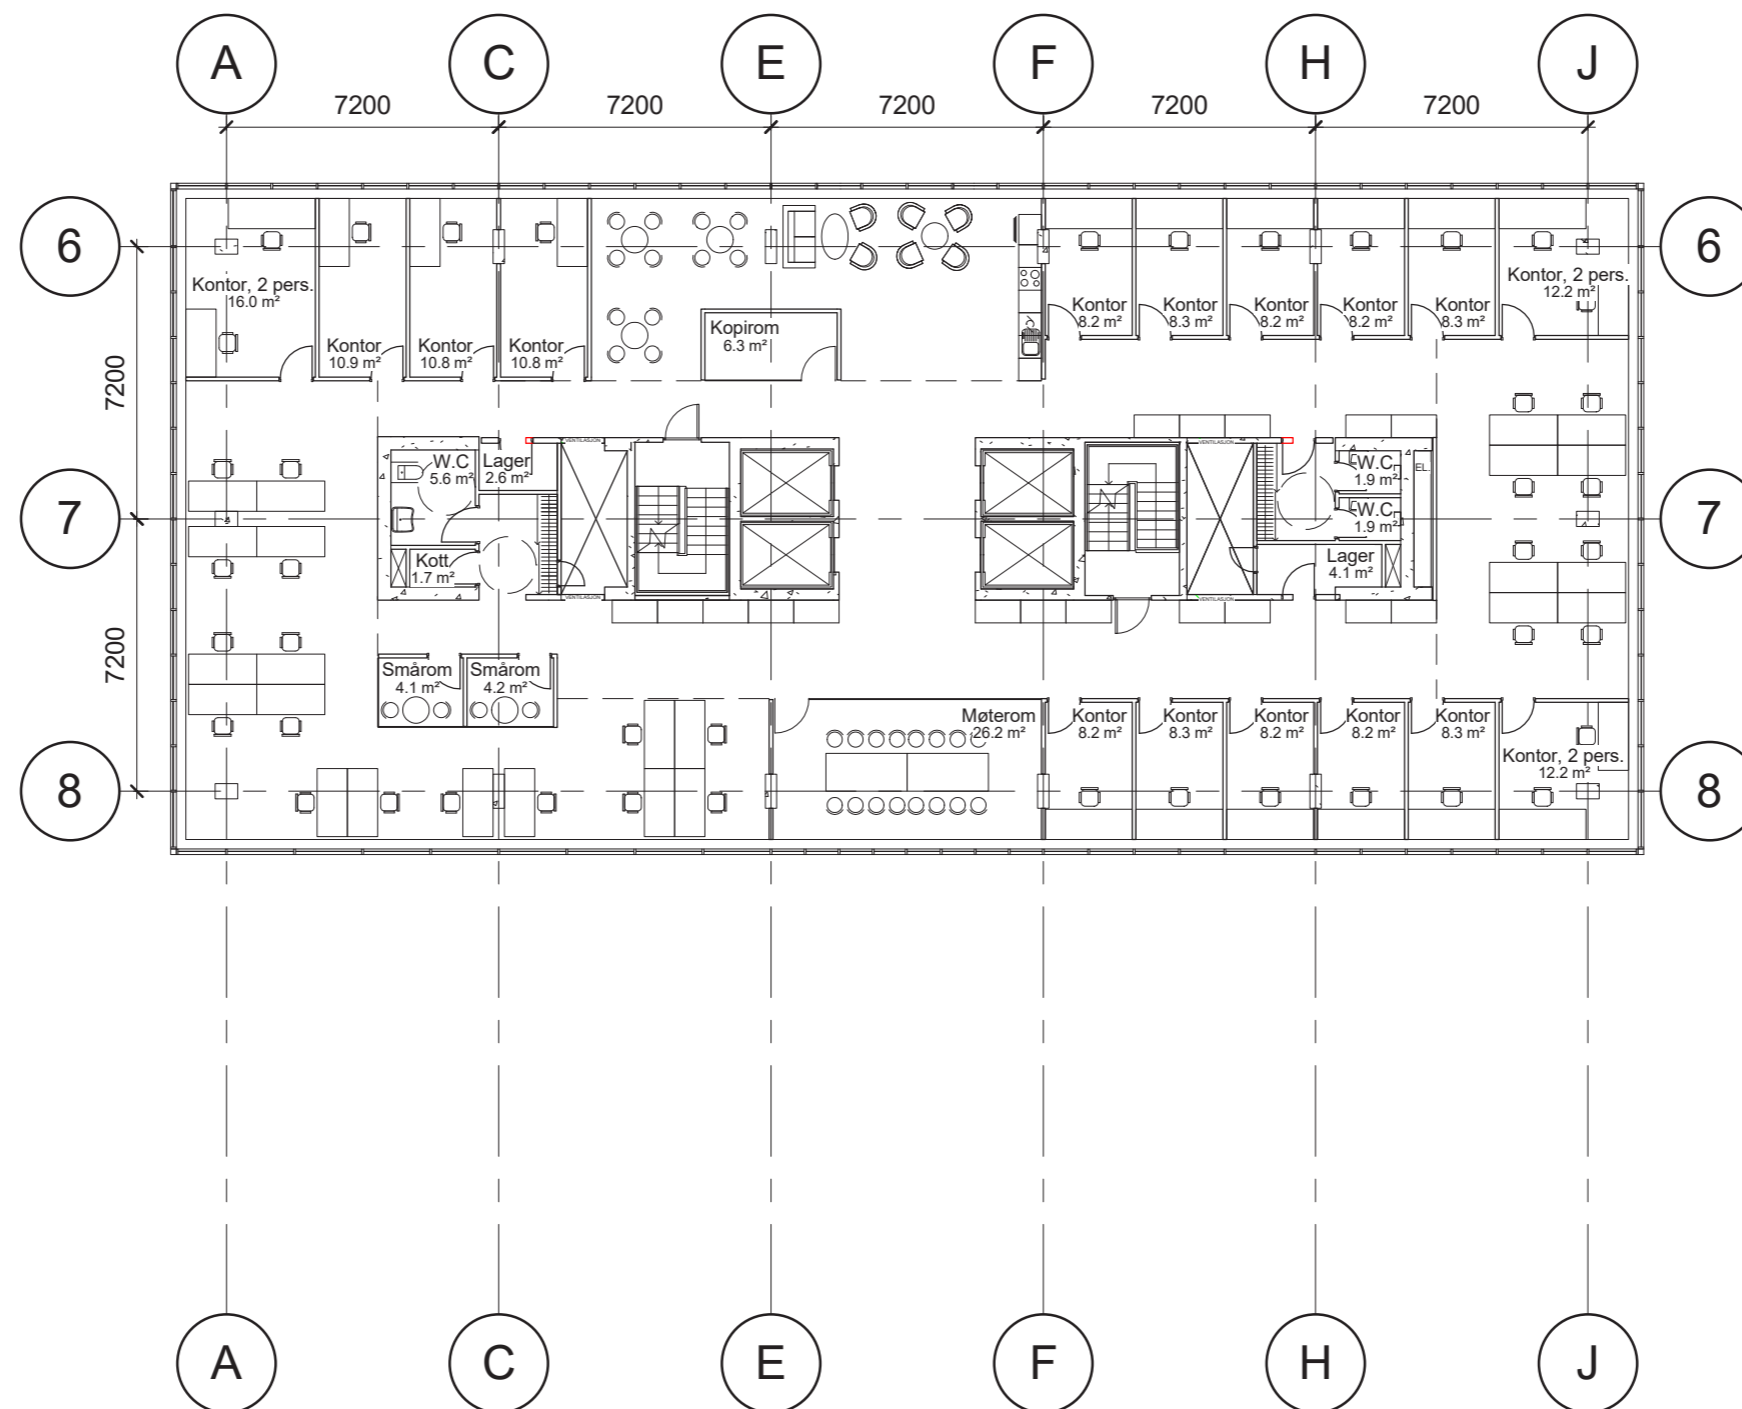 A C E F H J
7200 7200 7200 7200 7200
6 6
Kontor, 2 pers.
16.0 m²
Kontor
10.9 m²
Kontor
10.8 m²
Kontor
10.8 m²
Kopirom
6.3 m²
Kontor
8.2 m²
Kontor
8.3 m²
Kontor
8.2 m²
Kontor
8.2 m²
Kontor
8.3 m²
Kontor, 2 pers.
12.2 m²
7200
W.C
5.6 m²
Lager
2.6 m²
VENTILASJON
VENTILASJON
W.C
1.9 m²
EL.
7 7
W.C
1.9 m²
Kott
1.7 m²
Lager
4.1 m²
VENTILASJON
VENTILASJON
7200
Smårom
4.1 m²
Smårom
4.2 m²
Møterom
26.2 m²
Kontor
8.2 m²
Kontor
8.3 m²
Kontor
8.2 m²
Kontor
8.2 m²
Kontor
8.3 m²
Kontor, 2 pers.
12.2 m²
8 8
A C E F H J